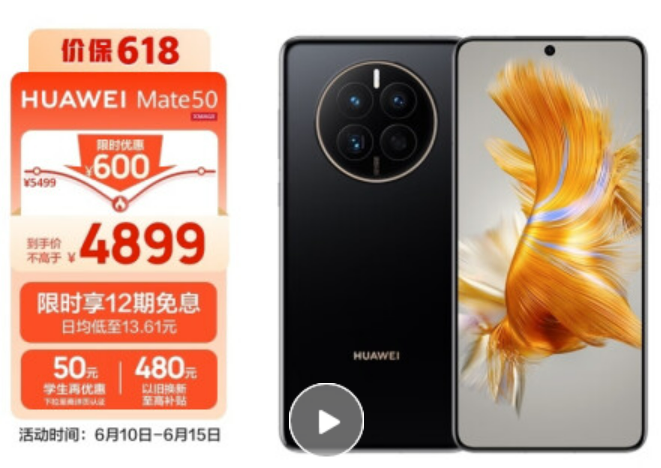 价保618
HUAWEI Mate50
XMAGE
限时优惠
¥600
¥5499
到手价
不高于 ¥4899
限时享12期免息
日均低至13.61元
50元
学生再优惠
480元
以旧换新
至高补贴
活动时间：6月10日-6月15日
HUAWEI